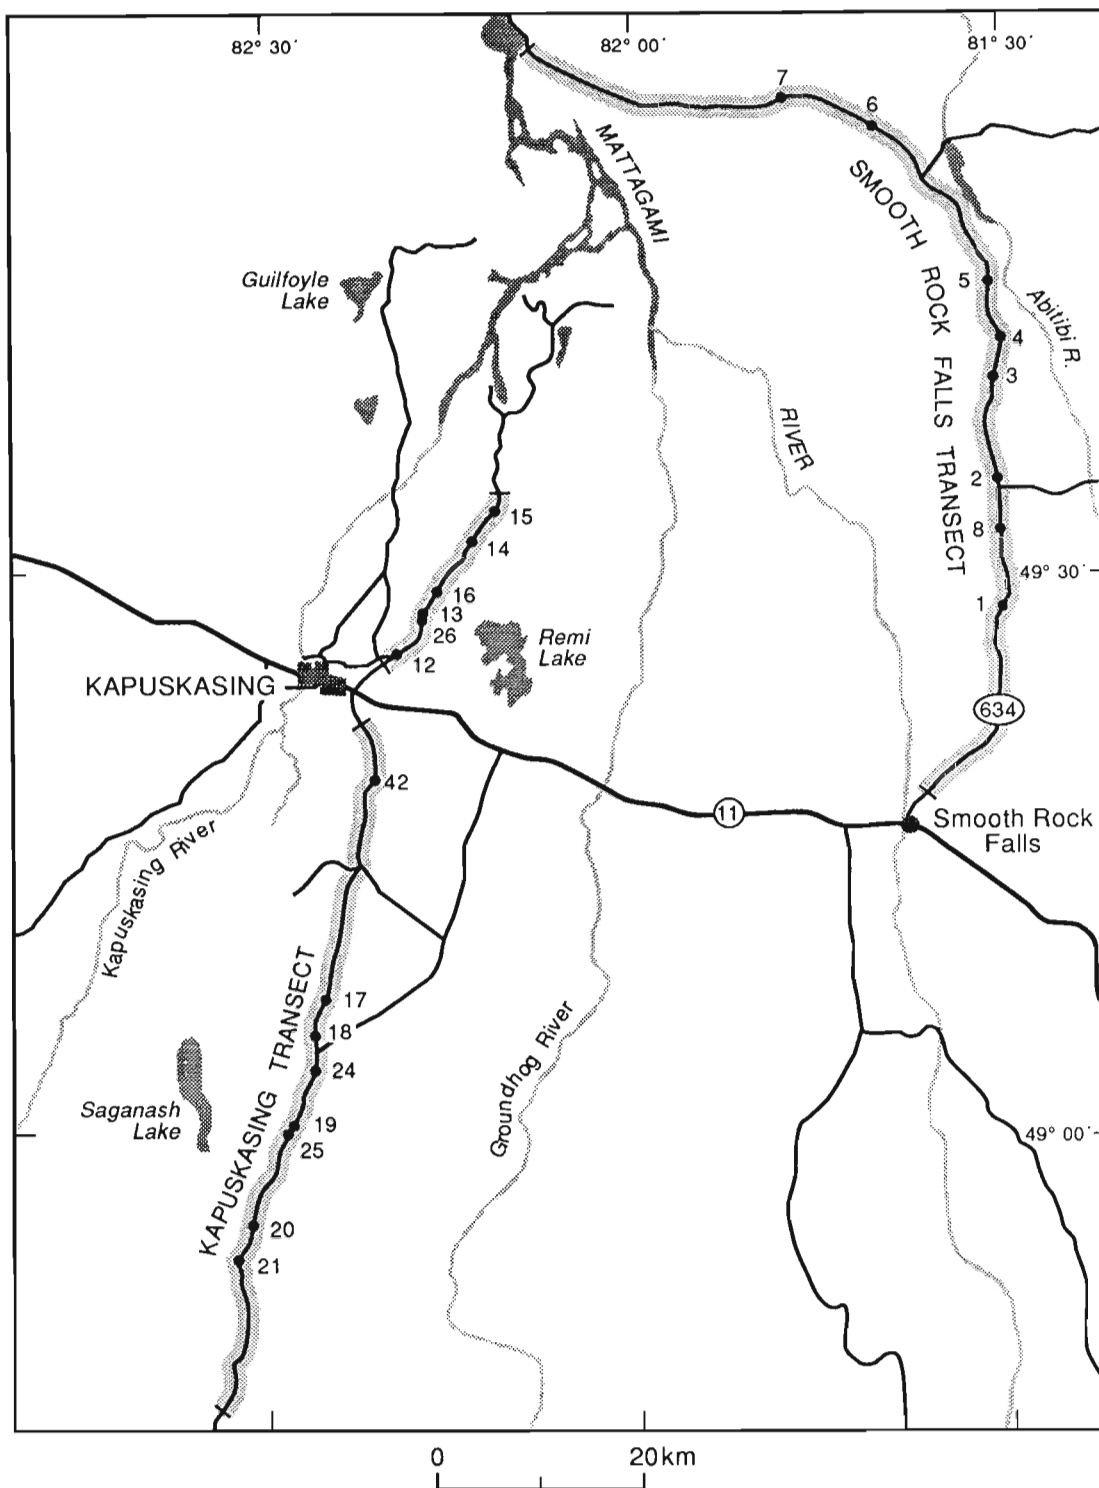 82° 30'
82° 00'
81° 30'
7
6
MATTAGAMI
SMOOTH ROCK FALLS TRANSECT
Guilfoyle
Lake
5
Abitibi R.
4
3
RIVER
2
15
8
14
49° 30'
16
1
13
26
Remi
Lake
12
KAPUSKASING
634
42
11
Smooth Rock
Falls
Kapuskasing River
KAPUSKASING TRANSECT
17
Groundhog River
18
24
Saganash
Lake
19
25
49° 00'
20
21
0
20km